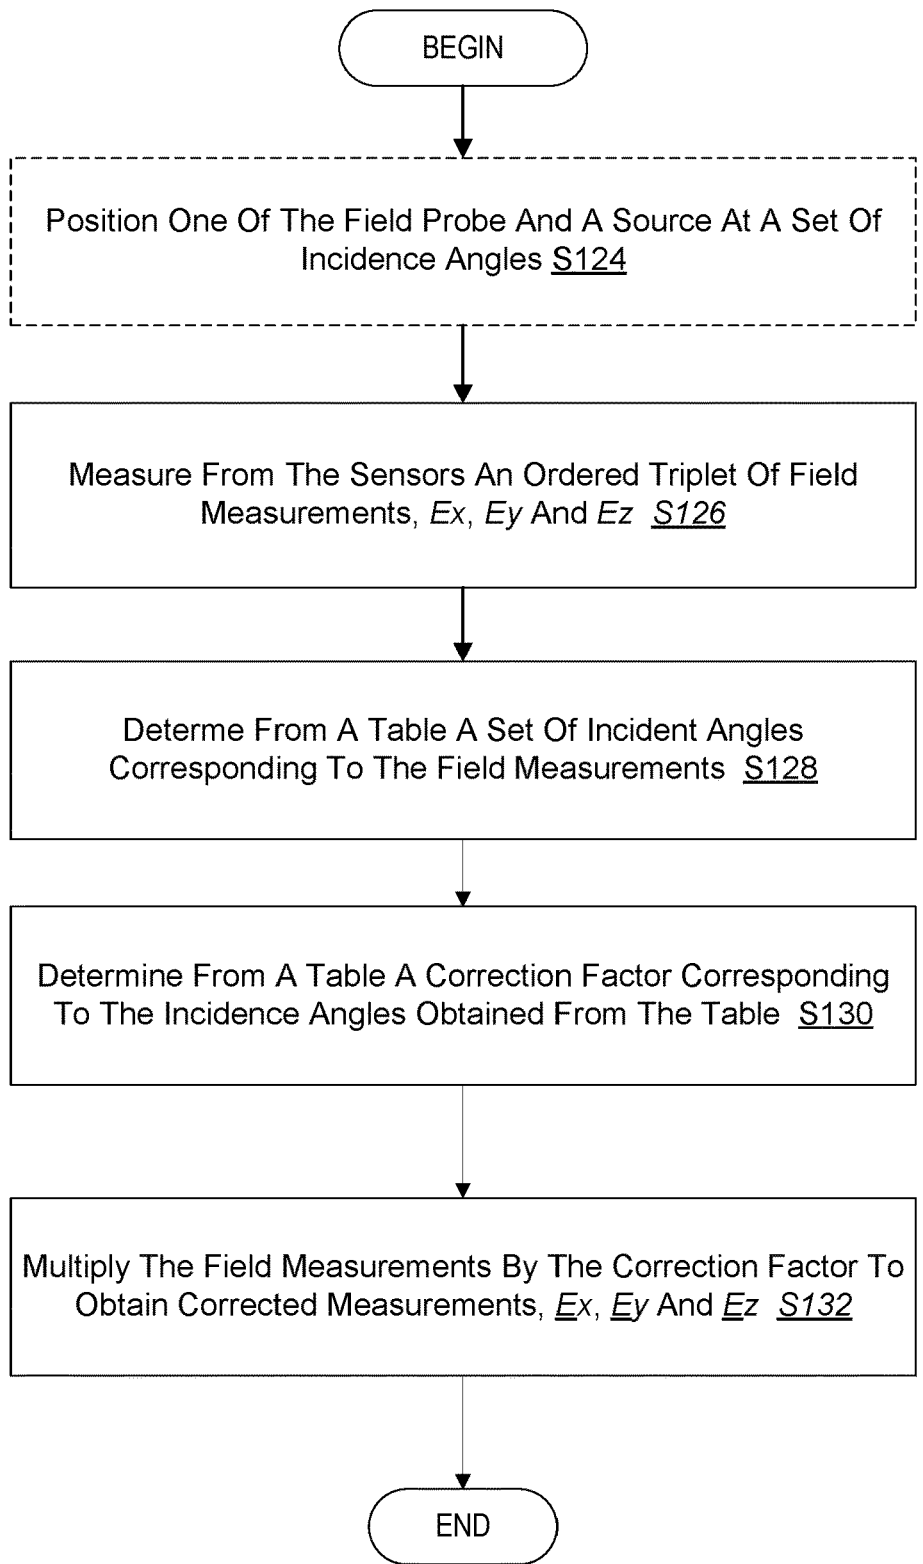 BEGIN
Position One Of The Field Probe And A Source At A Set Of
Incidence Angles S124
Measure From The Sensors An Ordered Triplet Of Field
Measurements, Ex, Ey And Ez S126
Determe From A Table A Set Of Incident Angles
Corresponding To The Field Measurements S128
Determine From A Table A Correction Factor Corresponding
To The Incidence Angles Obtained From The Table S130
Multiply The Field Measurements By The Correction Factor To
Obtain Corrected Measurements, Ex, Ey And Ez S132
END